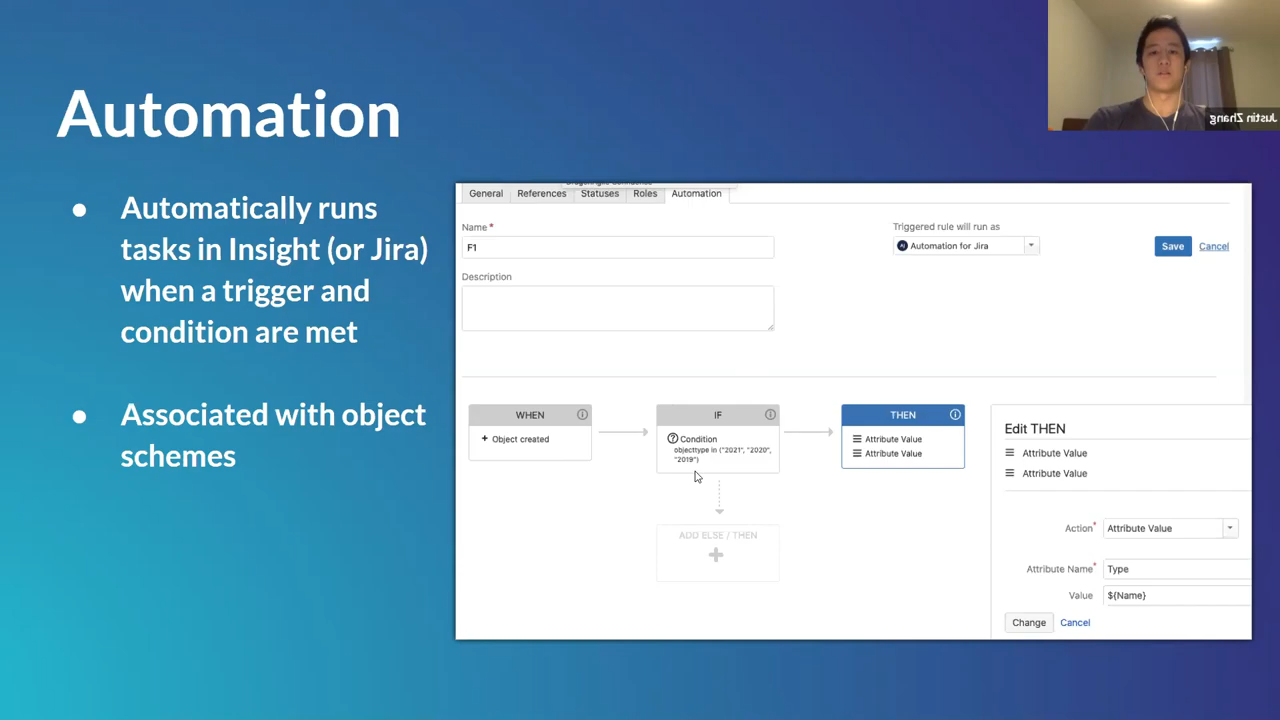 Automation
Justin Zhang
● Automatically runs
tasks in Insight (or Jira)
when a trigger and
condition are met
● Associated with object
schemes
General References Statuses Roles Automation
Name *
F1
Triggered rule will run as
Automation for Jira
Save Cancel
Description
WHEN
+ Object created
IF
Condition
objecttype in ("2021", "2020",
"2019")
THEN
Attribute Value
Attribute Value
ADD ELSE / THEN
+
Edit THEN
Attribute Value
Attribute Value
Action* Attribute Value
Attribute Name* Type
Value ${Name}
Change Cancel